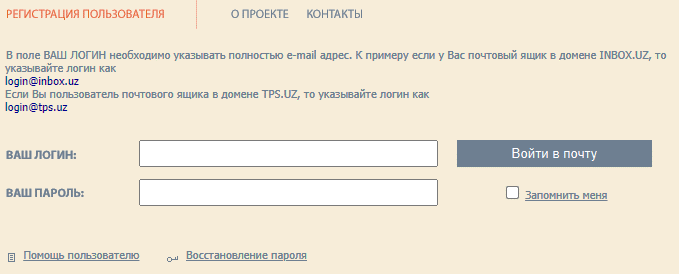 РЕГИСТРАЦИЯ ПОЛЬЗОВАТЕЛЯ О ПРОЕКТЕ КОНТАКТЫ
В поле ВАШ ЛОГИН необходимо указывать полностью e-mail адрес. К примеру если у Вас почтовый ящик в домене INBOX.UZ, то
указывайте логин как
login@inbox.uz
Если Вы пользователь почтового ящика в домене TPS.UZ, то указывайте логин как
login@tps.uz
ВАШ ЛОГИН: Войти в почту
ВАШ ПАРОЛЬ: Запомнить меня
Помощь пользователю Восстановление пароля